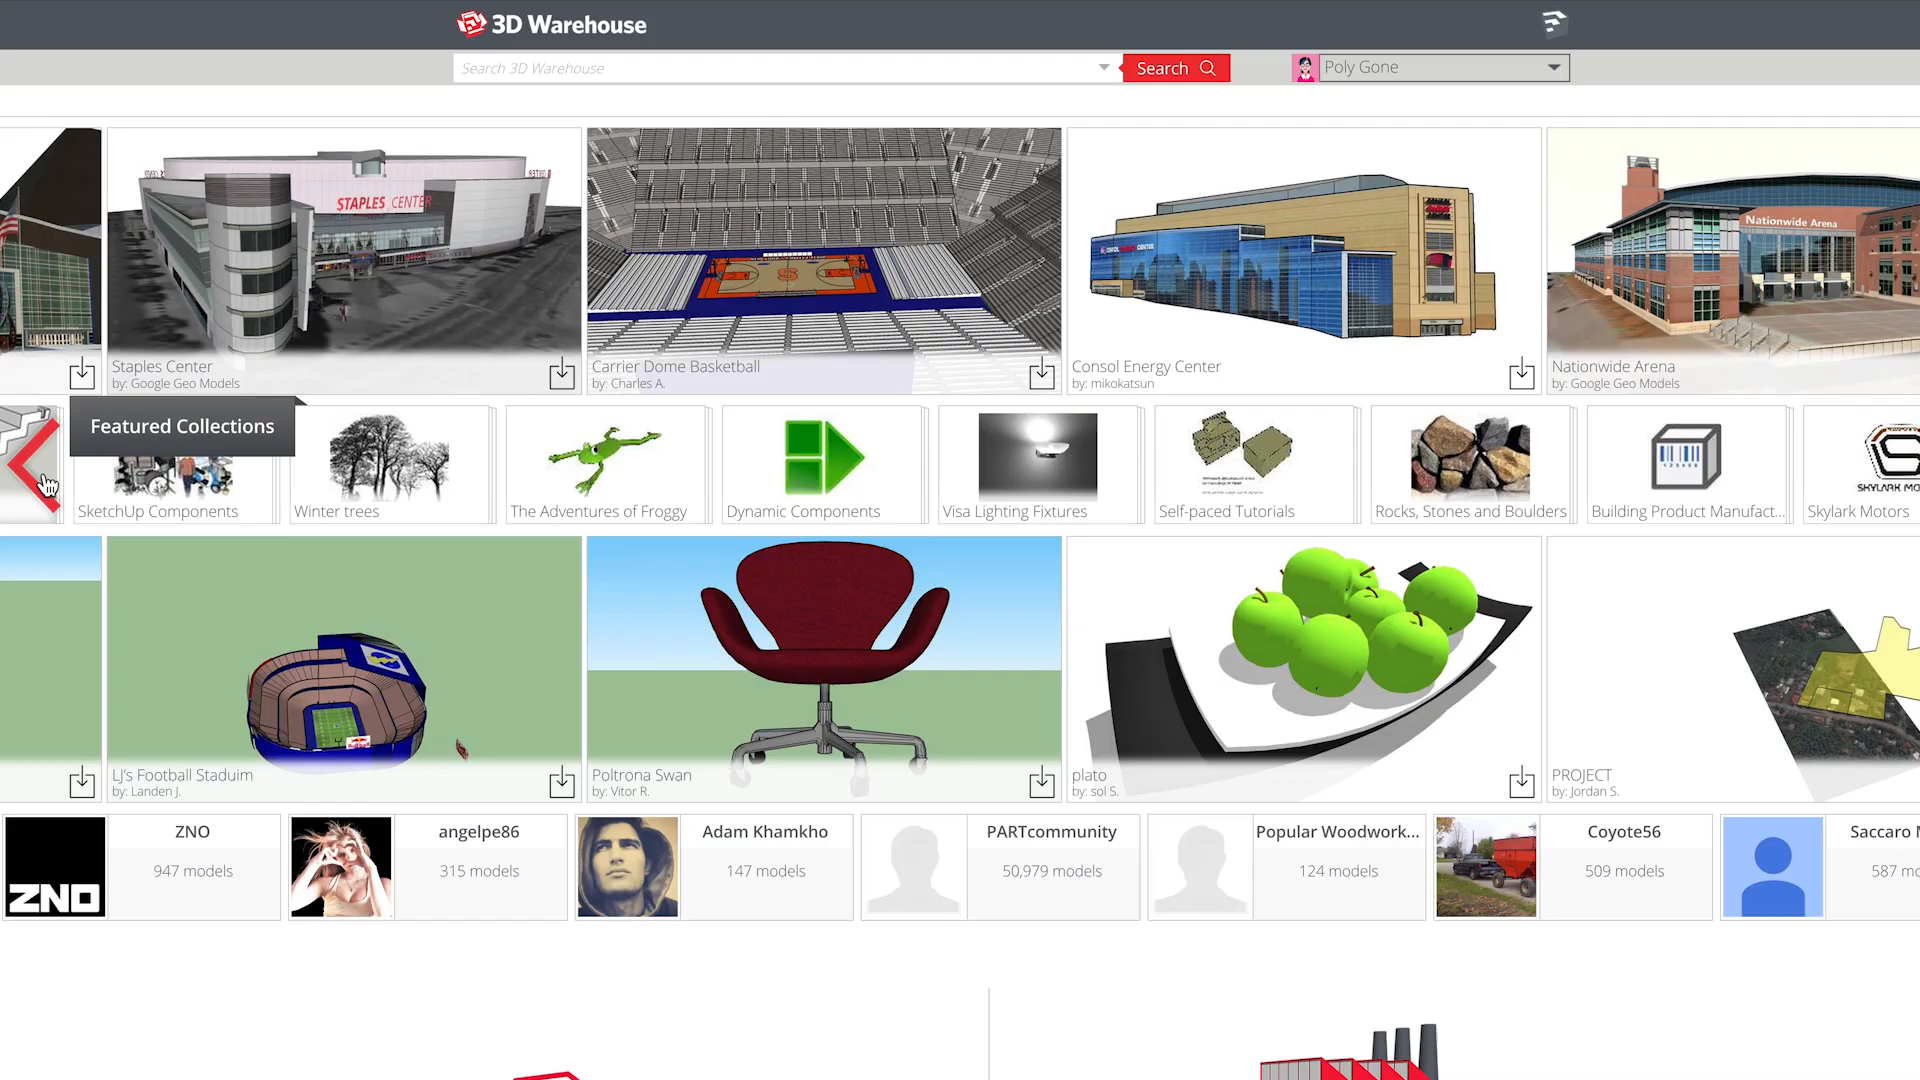 3D Warehouse
Search 3D Warehouse
Search
Poly Gone
STAPLES CENTER
Nationwide Arena
Staples Center
by: Google Geo Models
Carrier Dome Basketball
by: Charles A.
Consol Energy Center
by: mikokatsun
Nationwide Arena
by: Google Geo Models
Featured Collections
SketchUp Components
Winter trees
The Adventures of Froggy
Dynamic Components
Visa Lighting Fixtures
Self-paced Tutorials
Rocks, Stones and Boulders
123456
Building Product Manufact...
Skylark Motors
LJ's Football Staduim
by: Landen J.
Poltrona Swan
by: Vitor R.
plato
by: sol S.
PROJECT
by: Jordan S.
ZNO
ZNO
947 models
angelpe86
315 models
Adam Khamkho
147 models
PARTcommunity
50,979 models
Popular Woodwork...
124 models
Coyote56
509 models
Saccaro
587